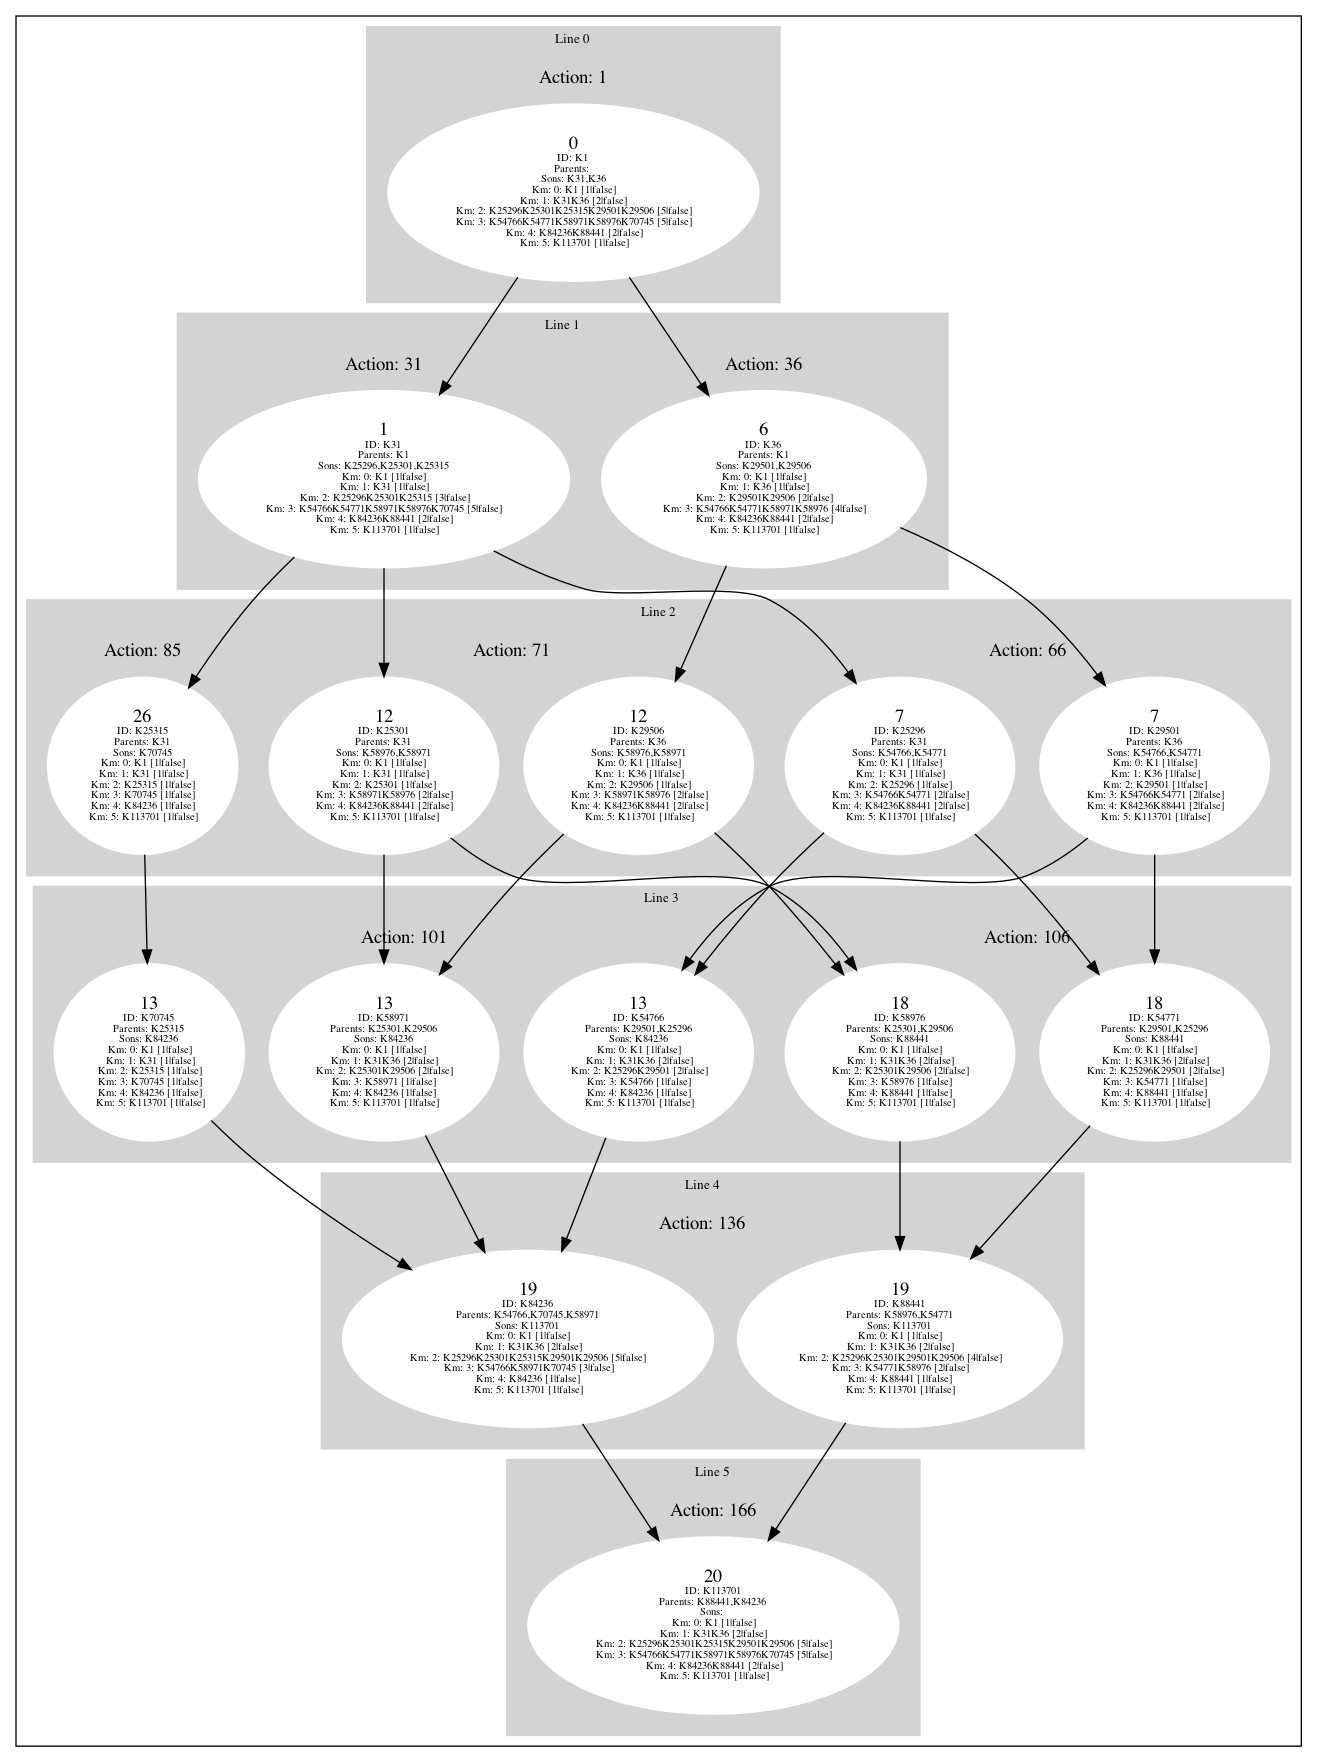 Line 0
Action: 1
0
ID: K1
Parents:
Sons: K31,K36
Km: 0: K1 [1|false]
Km: 1: K31K36 [2|false]
Km: 2: K25296K25301K25315K29501K29506 [5|false]
Km: 3: K54766K54771K58971K58976K70745 [5|false]
Km: 4: K84236K88441 [2|false]
Km: 5: K113701 [1|false]
Line 1
Action: 31
Action: 36
1
ID: K31
Parents: K1
Sons: K25296,K25301,K25315
Km: 0: K1 [1|false]
Km: 1: K31 [1|false]
Km: 2: K25296K25301K25315 [3|false]
Km: 3: K54766K54771K58971K58976K70745 [5|false]
Km: 4: K84236K88441 [2|false]
Km: 5: K113701 [1|false]
6
ID: K36
Parents: K1
Sons: K29501,K29506
Km: 0: K1 [1|false]
Km: 1: K36 [1|false]
Km: 2: K29501K29506 [2|false]
Km: 3: K54766K54771K58971K58976 [4|false]
Km: 4: K84236K88441 [2|false]
Km: 5: K113701 [1|false]
Line 2
Action: 85
Action: 71
Action: 66
26
ID: K25315
Parents: K31
Sons: K70745
Km: 0: K1 [1|false]
Km: 1: K31 [1|false]
Km: 2: K25315 [1|false]
Km: 3: K70745 [1|false]
Km: 4: K84236 [1|false]
Km: 5: K113701 [1|false]
12
ID: K25301
Parents: K31
Sons: K58976,K58971
Km: 0: K1 [1|false]
Km: 1: K31 [1|false]
Km: 2: K25301 [1|false]
Km: 3: K58971K58976 [2|false]
Km: 4: K84236K88441 [2|false]
Km: 5: K113701 [1|false]
12
ID: K29506
Parents: K36
Sons: K58976,K58971
Km: 0: K1 [1|false]
Km: 1: K36 [1|false]
Km: 2: K29506 [1|false]
Km: 3: K58971K58976 [2|false]
Km: 4: K84236K88441 [2|false]
Km: 5: K113701 [1|false]
7
ID: K25296
Parents: K31
Sons: K54766,K54771
Km: 0: K1 [1|false]
Km: 1: K31 [1|false]
Km: 2: K25296 [1|false]
Km: 3: K54766K54771 [2|false]
Km: 4: K84236K88441 [2|false]
Km: 5: K113701 [1|false]
7
ID: K29501
Parents: K36
Sons: K54766,K54771
Km: 0: K1 [1|false]
Km: 1: K36 [1|false]
Km: 2: K29501 [1|false]
Km: 3: K54766K54771 [2|false]
Km: 4: K84236K88441 [2|false]
Km: 5: K113701 [1|false]
Line 3
Action: 101
Action: 106
13
ID: K70745
Parents: K25315
Sons: K84236
Km: 0: K1 [1|false]
Km: 1: K31 [1|false]
Km: 2: K25315 [1|false]
Km: 3: K70745 [1|false]
Km: 4: K84236 [1|false]
Km: 5: K113701 [1|false]
13
ID: K58971
Parents: K25301,K29506
Sons: K84236
Km: 0: K1 [1|false]
Km: 1: K31K36 [2|false]
Km: 2: K25301K29506 [2|false]
Km: 3: K58971 [1|false]
Km: 4: K84236 [1|false]
Km: 5: K113701 [1|false]
13
ID: K54766
Parents: K29501,K25296
Sons: K84236
Km: 0: K1 [1|false]
Km: 1: K31K36 [2|false]
Km: 2: K25296K29501 [2|false]
Km: 3: K54766 [1|false]
Km: 4: K84236 [1|false]
Km: 5: K113701 [1|false]
18
ID: K58976
Parents: K25301,K29506
Sons: K88441
Km: 0: K1 [1|false]
Km: 1: K31K36 [2|false]
Km: 2: K25301K29506 [2|false]
Km: 3: K58976 [1|false]
Km: 4: K88441 [1|false]
Km: 5: K113701 [1|false]
18
ID: K54771
Parents: K29501,K25296
Sons: K88441
Km: 0: K1 [1|false]
Km: 1: K31K36 [2|false]
Km: 2: K25296K29501 [2|false]
Km: 3: K54771 [1|false]
Km: 4: K88441 [1|false]
Km: 5: K113701 [1|false]
Line 4
Action: 136
19
ID: K84236
Parents: K54766,K70745,K58971
Sons: K113701
Km: 0: K1 [1|false]
Km: 1: K31K36 [2|false]
Km: 2: K25296K25301K25315K29501K29506 [5|false]
Km: 3: K54766K58971K70745 [3|false]
Km: 4: K84236 [1|false]
Km: 5: K113701 [1|false]
19
ID: K88441
Parents: K58976,K54771
Sons: K113701
Km: 0: K1 [1|false]
Km: 1: K31K36 [2|false]
Km: 2: K25296K25301K29501K29506 [4|false]
Km: 3: K54771K58976 [2|false]
Km: 4: K88441 [1|false]
Km: 5: K113701 [1|false]
Line 5
Action: 166
20
ID: K113701
Parents: K88441,K84236
Sons:
Km: 0: K1 [1|false]
Km: 1: K31K36 [2|false]
Km: 2: K25296K25301K25315K29501K29506 [5|false]
Km: 3: K54766K54771K58971K58976K70745 [5|false]
Km: 4: K84236K88441 [2|false]
Km: 5: K113701 [1|false]